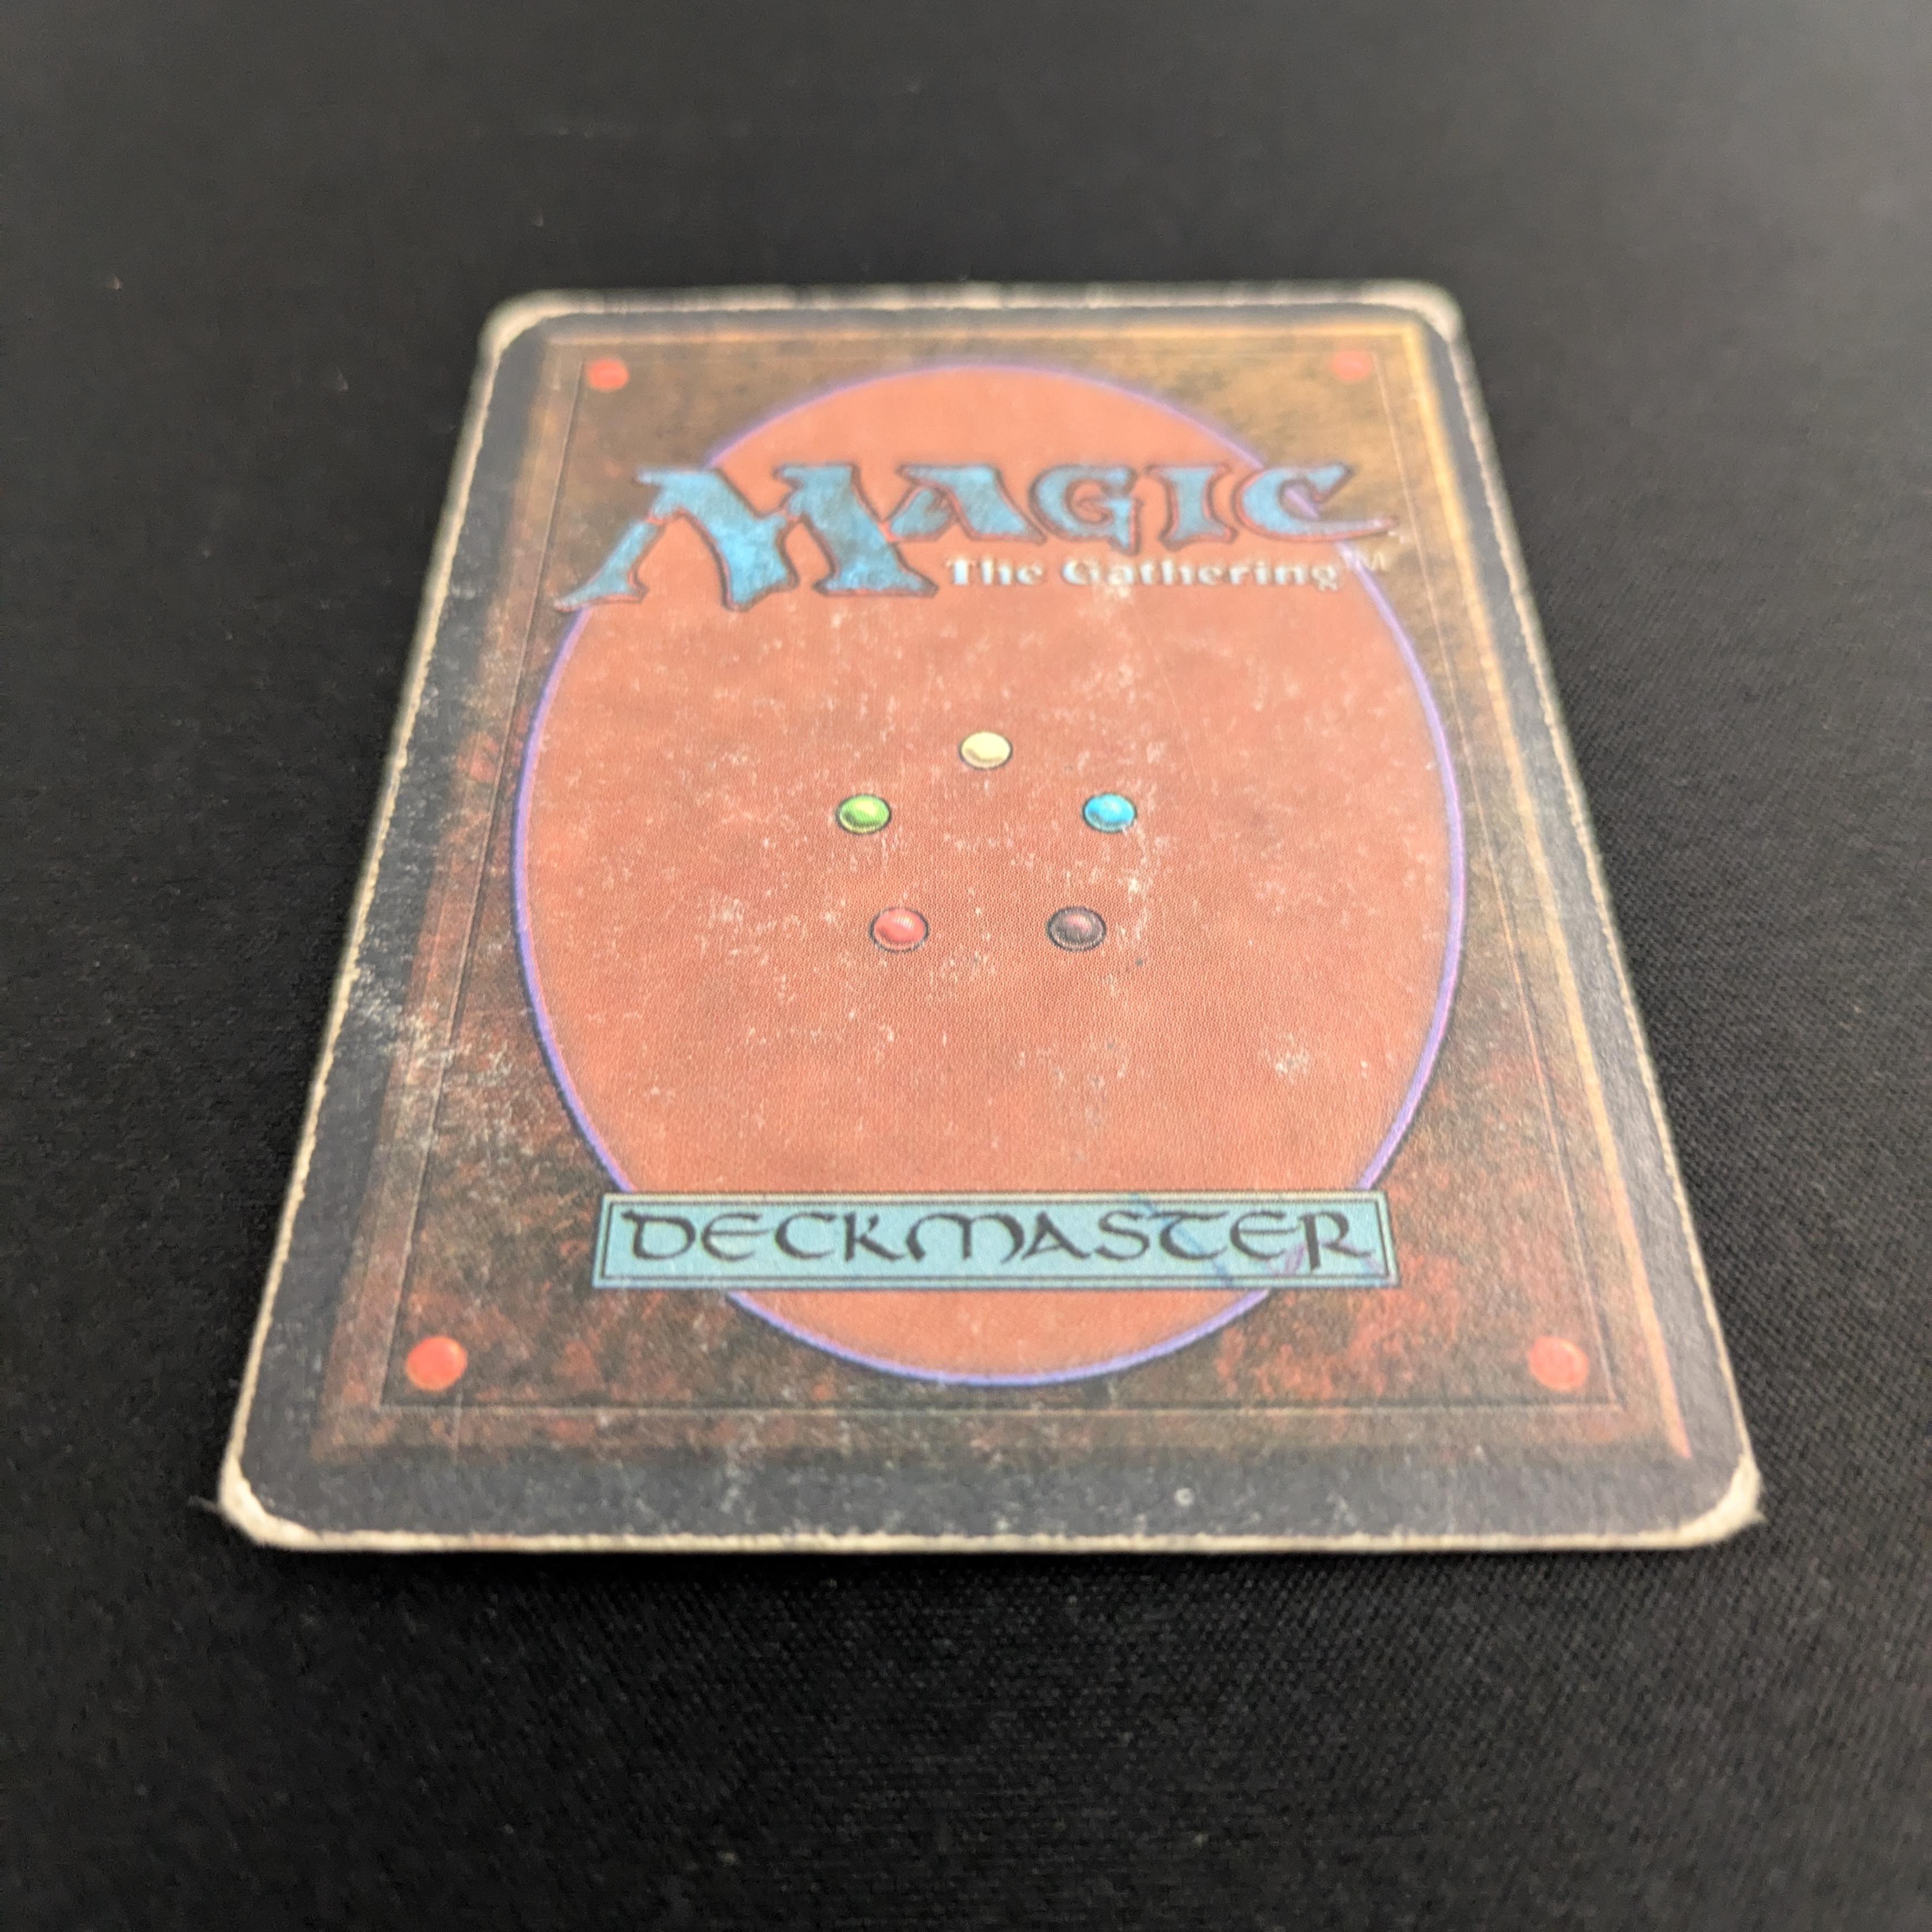 MAGIC
The Gathering™
DECKMASTER